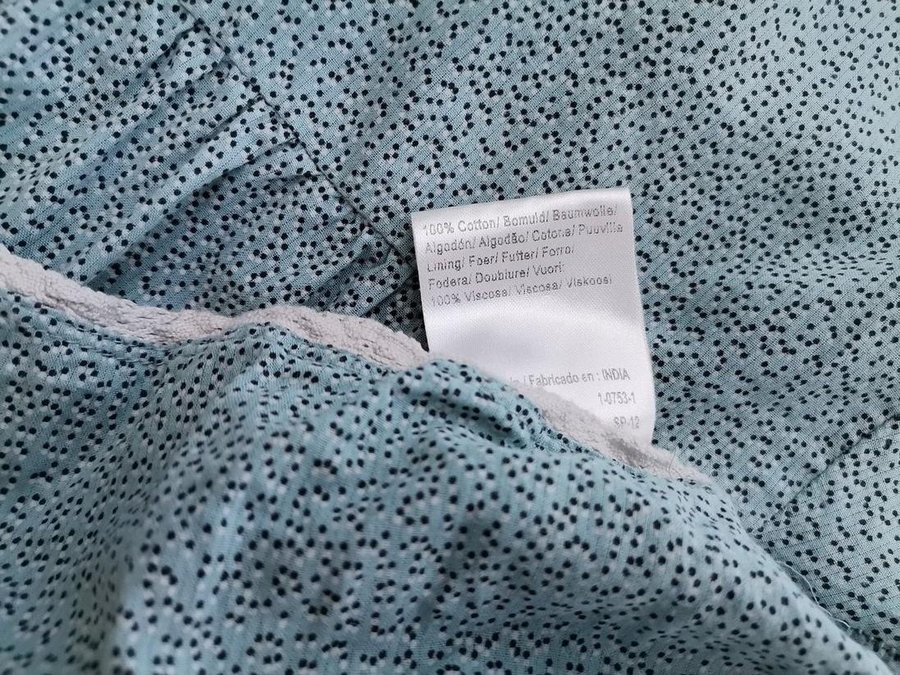 100% Cotton/ Bomuld/ Baumwolle/
Algodón/ Algodão/ Cotone/ Puuvilla
Lining/ Foer/ Futter/ Forro/
Fodera/ Doublure/ Vuori:
100% Viscose/ Viscosa/ Viskoosi
/ Fabricado en : INDIA
1-0753-1
SP-12